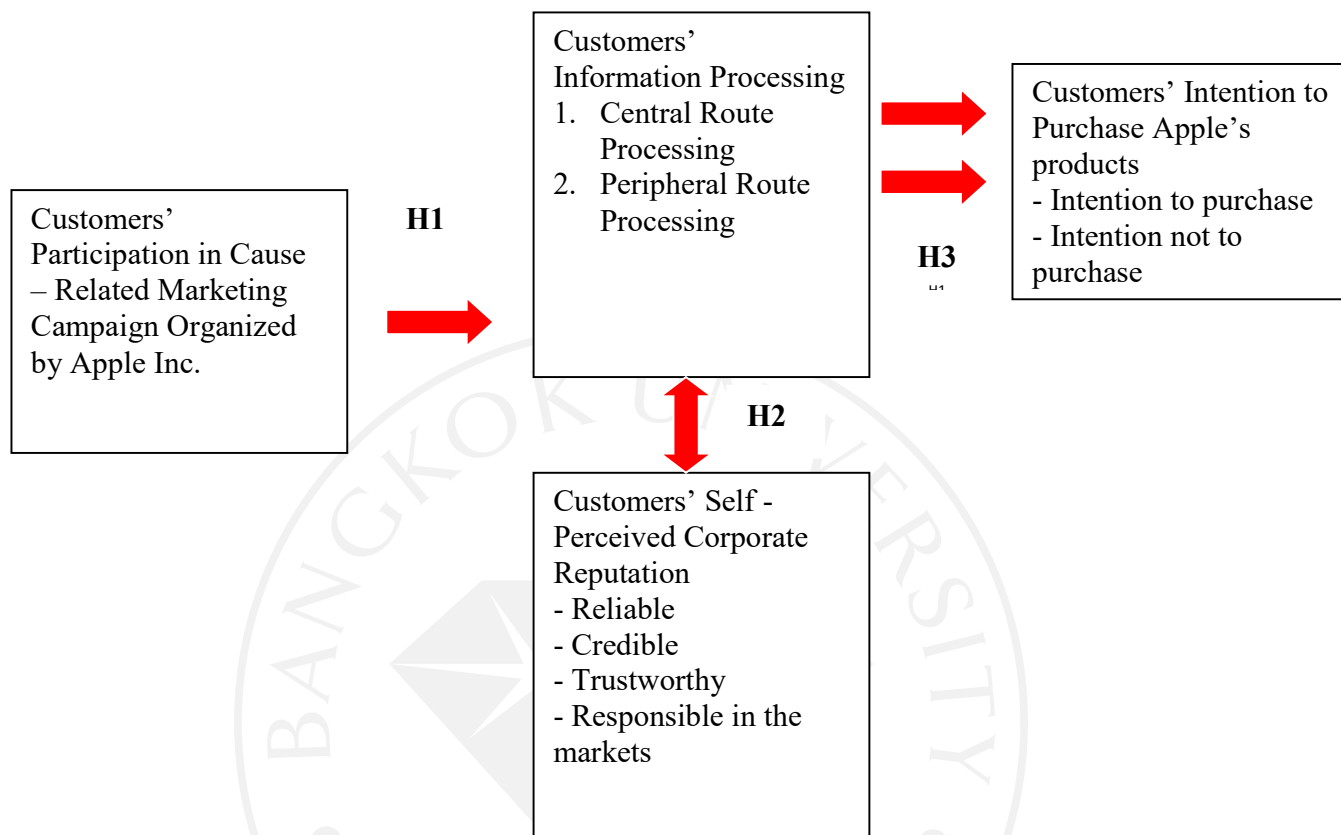 Customers’
Participation in Cause
– Related Marketing
Campaign Organized
by Apple Inc.
H1
Customers’
Information Processing
1. Central Route
Processing
2. Peripheral Route
Processing
H3
Customers’ Intention to
Purchase Apple’s
products
- Intention to purchase
- Intention not to
purchase
H2
Customers’ Self -
Perceived Corporate
Reputation
- Reliable
- Credible
- Trustworthy
- Responsible in the
markets
BANGKOK UNIVERSITY